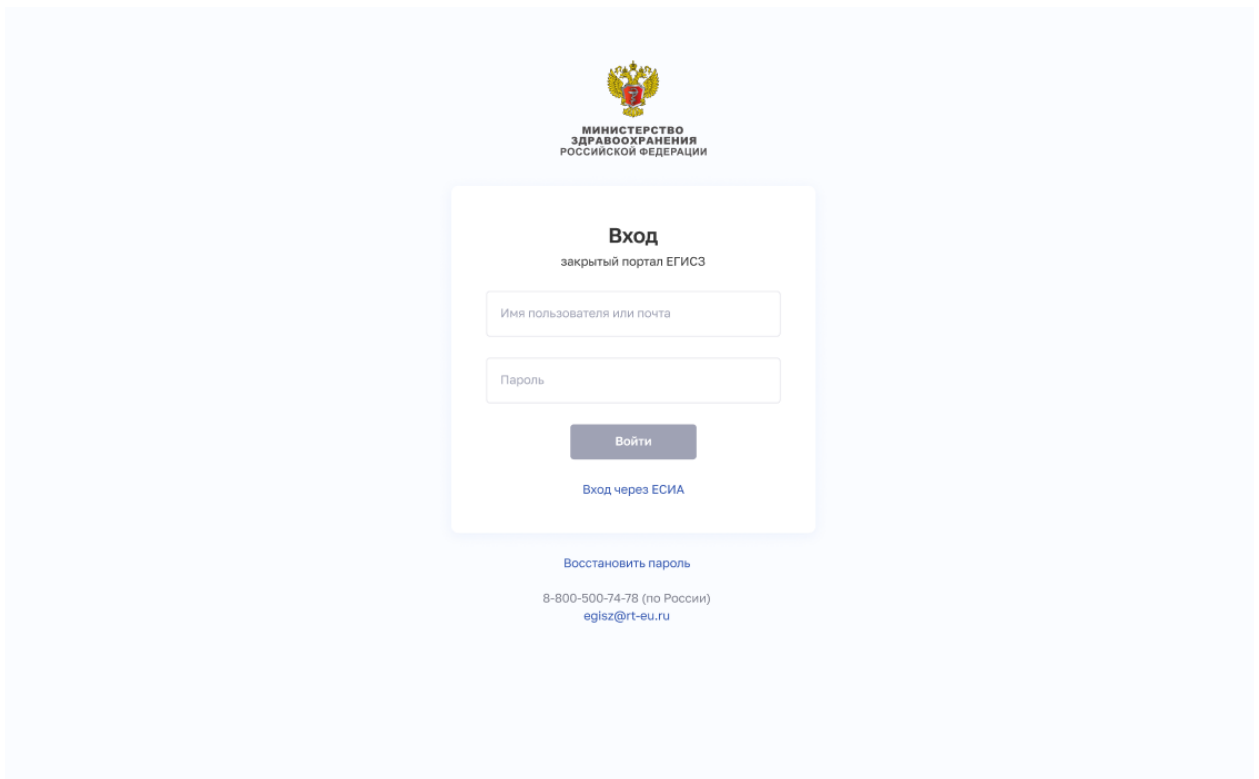 МИНИСТЕРСТВО
ЗДРАВООХРАНЕНИЯ
РОССИЙСКОЙ ФЕДЕРАЦИИ
Вход
закрытый портал ЕГИСЗ
Имя пользователя или почта
Пароль
Войти
Вход через ЕСИА
Восстановить пароль
8-800-500-74-78 (по России)
egisz@rt-eu.ru